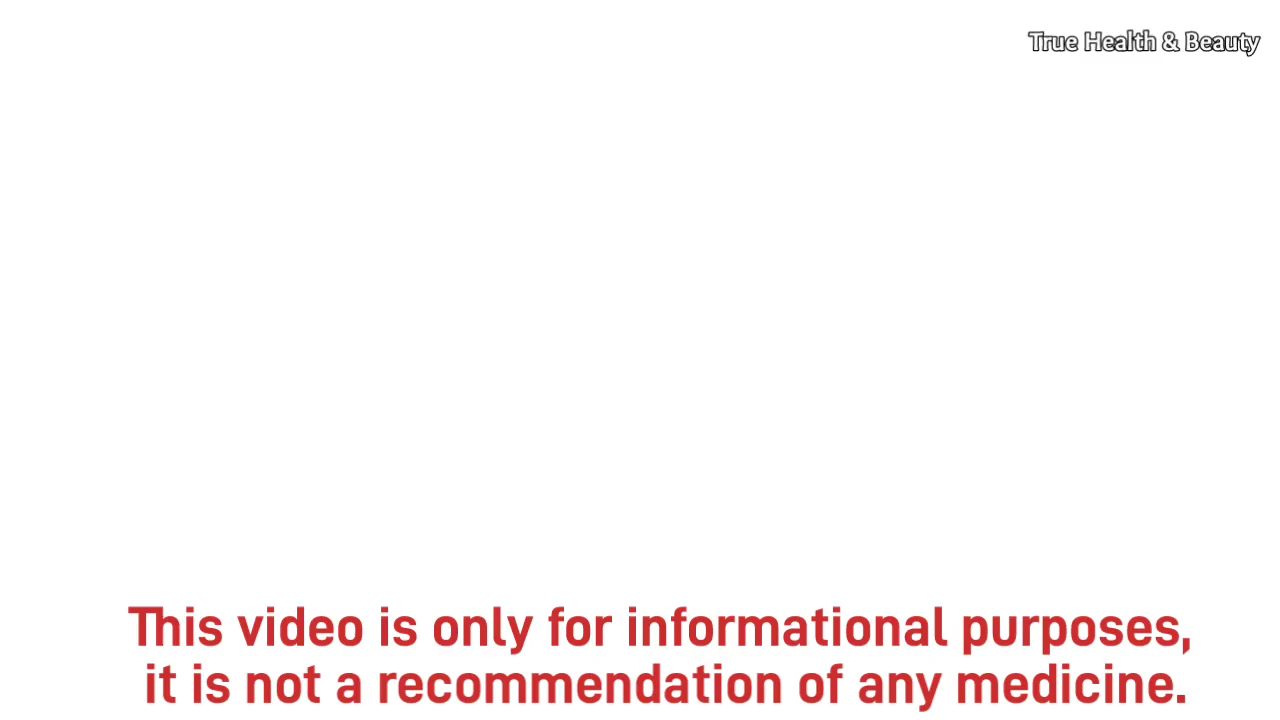 True Health & Beauty
This video is only for informational purposes,
it is not a recommendation of any medicine.